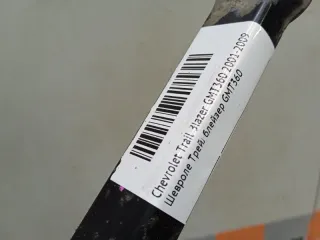 Chevrolet Trail Blazer GMT360 2001-2009
Шевроле Трейл Блейзер GMT360